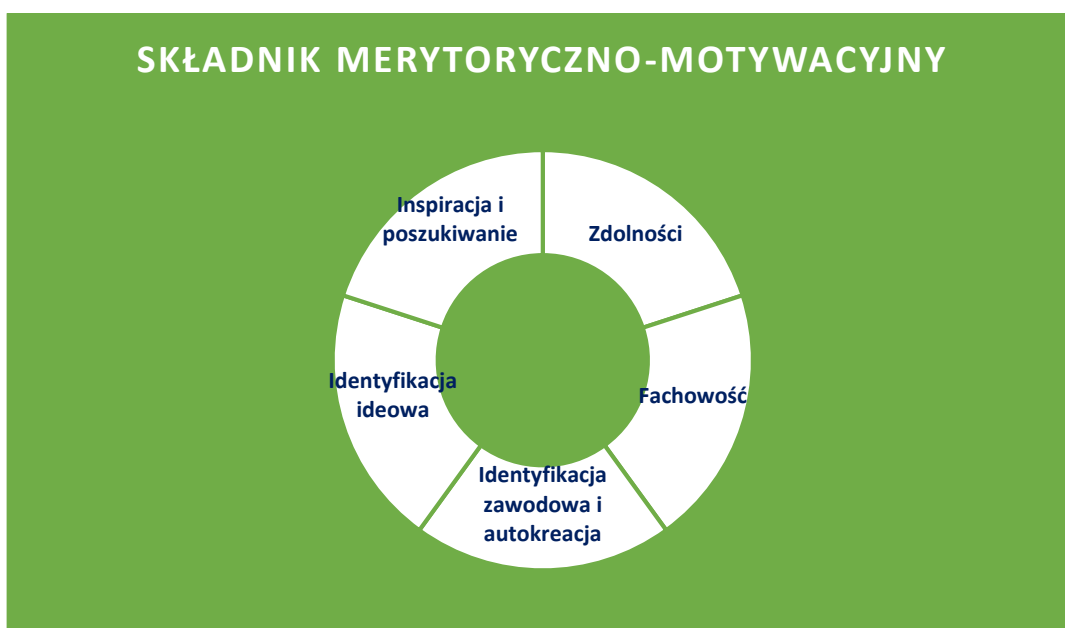 SKŁADNIK MERYTORYCZNO-MOTYWACYJNY
Inspiracja i
poszukiwanie
Zdolności
Identyfikacja
ideowa
Fachowość
Identyfikacja
zawodowa i
autokreacja